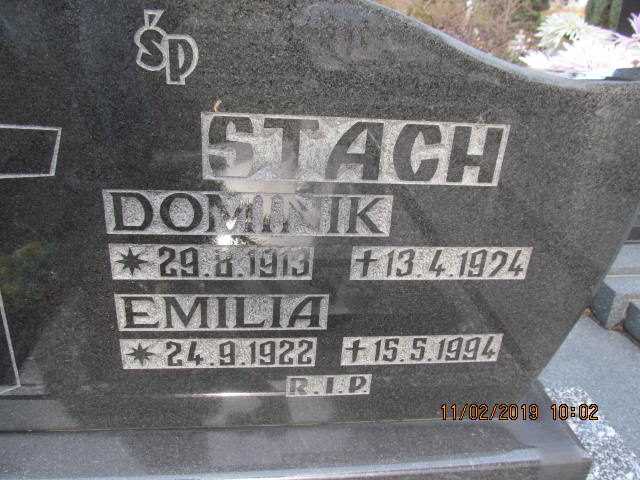 ŚP
STACH
DOMINIK
* 29.8.1913 † 13.4.1974
EMILIA
* 24.9.1922 † 15.5.1994
R.I.P.
11/02/2019 10:02